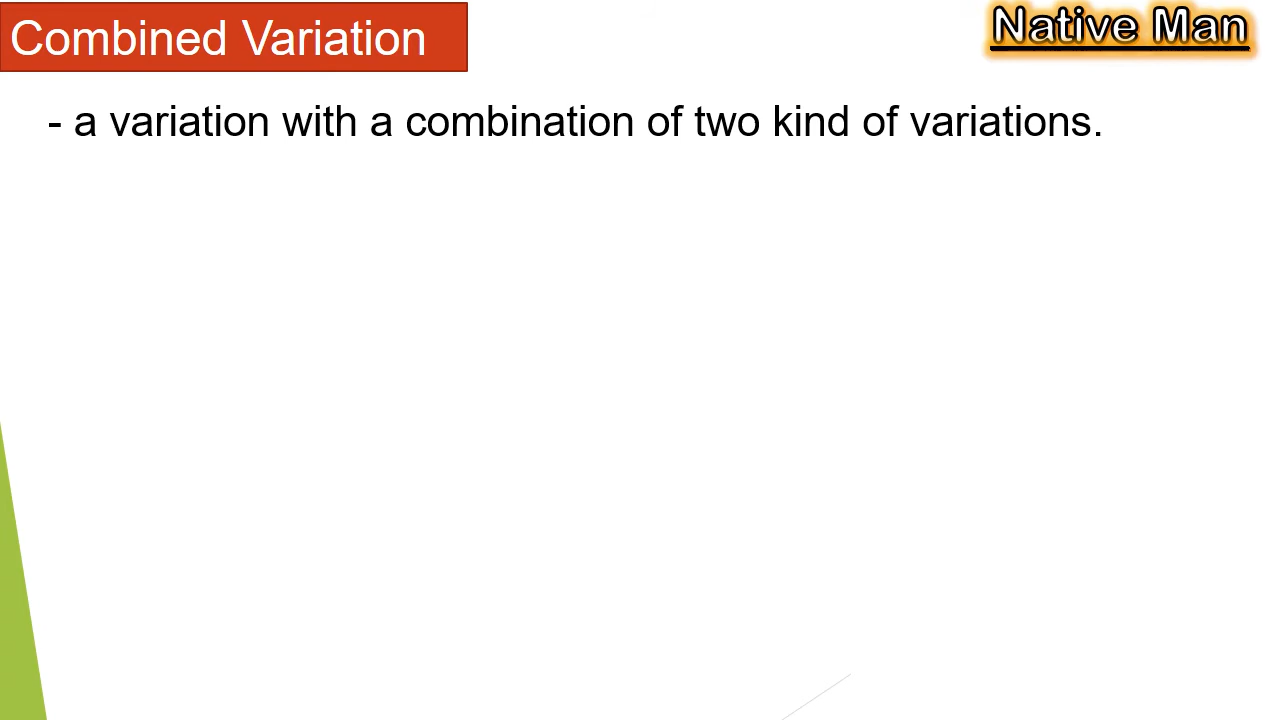 Combined Variation
Native Man
- a variation with a combination of two kind of variations.